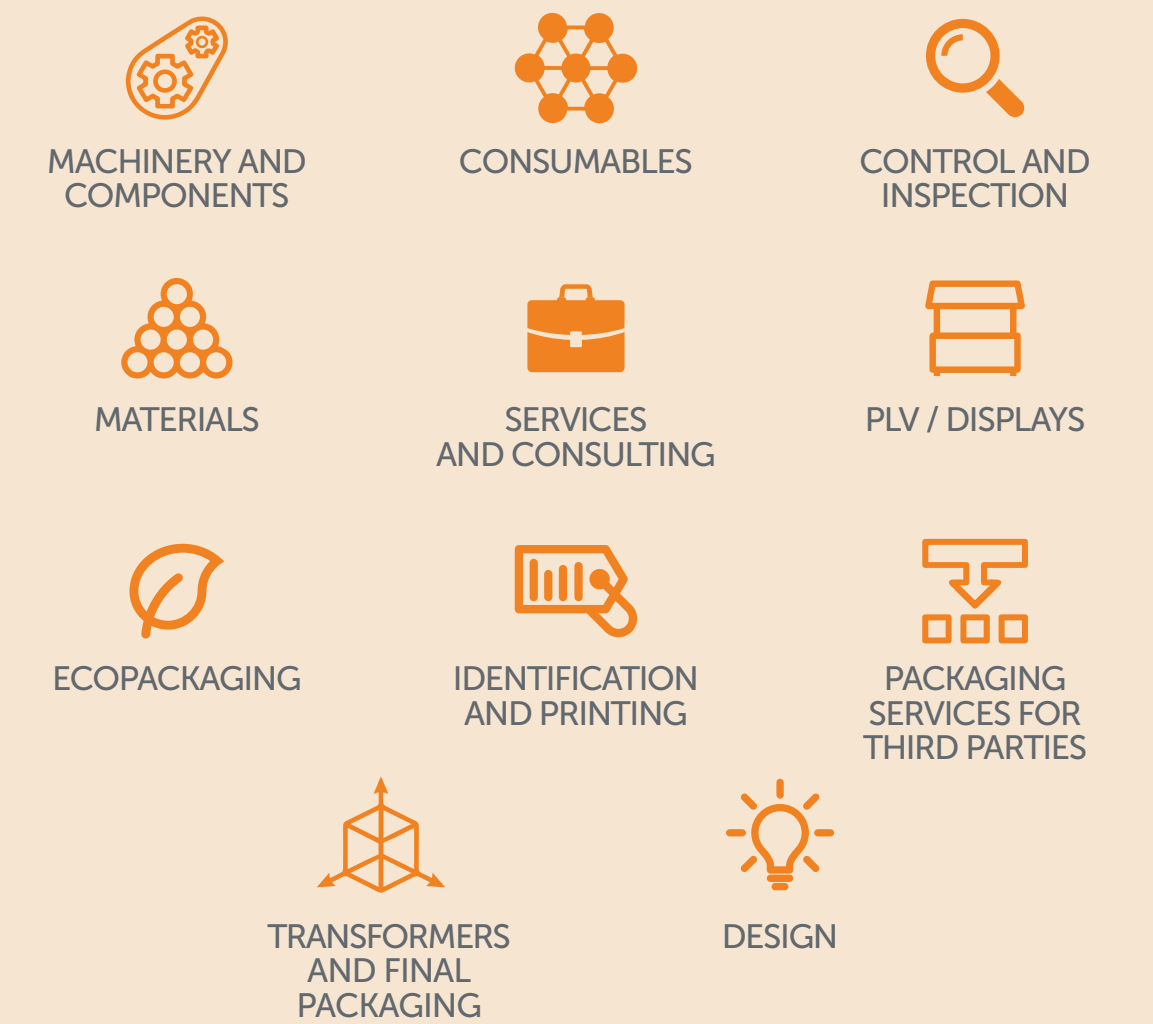 MACHINERY AND
COMPONENTS
CONSUMABLES
CONTROL AND
INSPECTION
MATERIALS
SERVICES
AND CONSULTING
PLV / DISPLAYS
ECOPACKAGING
IDENTIFICATION
AND PRINTING
PACKAGING
SERVICES FOR
THIRD PARTIES
TRANSFORMERS
AND FINAL
PACKAGING
DESIGN